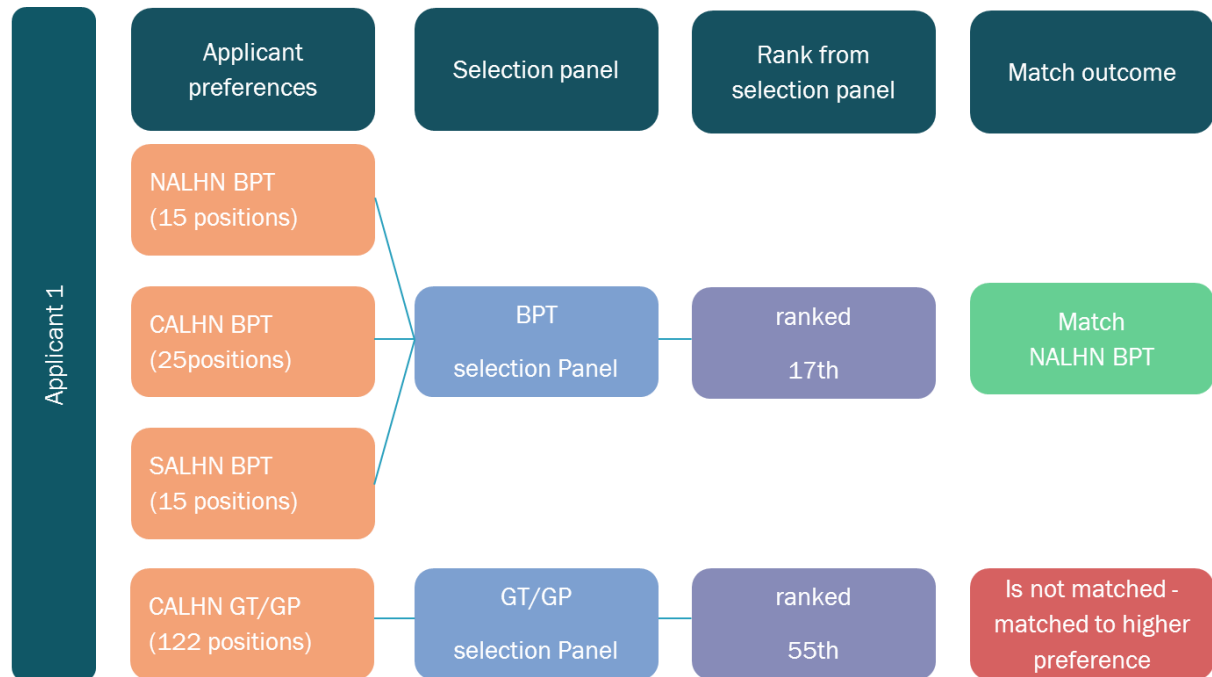 Applicant 1
Applicant
preferences
Selection panel
Rank from
selection panel
Match outcome
NALHN BPT
(15 positions)
CALHN BPT
(25positions)
SALHN BPT
(15 positions)
BPT
selection Panel
ranked
17th
Match
NALHN BPT
CALHN GT/GP
(122 positions)
GT/GP
selection Panel
ranked
55th
Is not matched -
matched to higher
preference